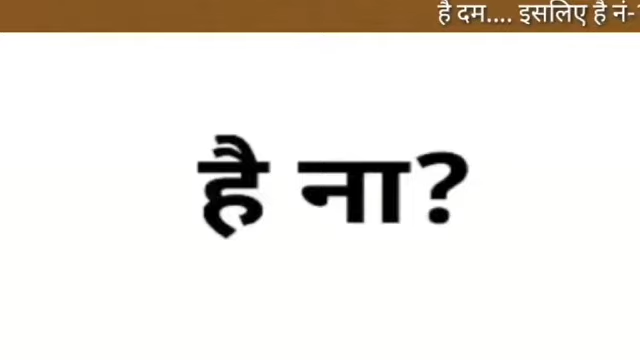 है दम.... इसलिए है नं-
है ना?